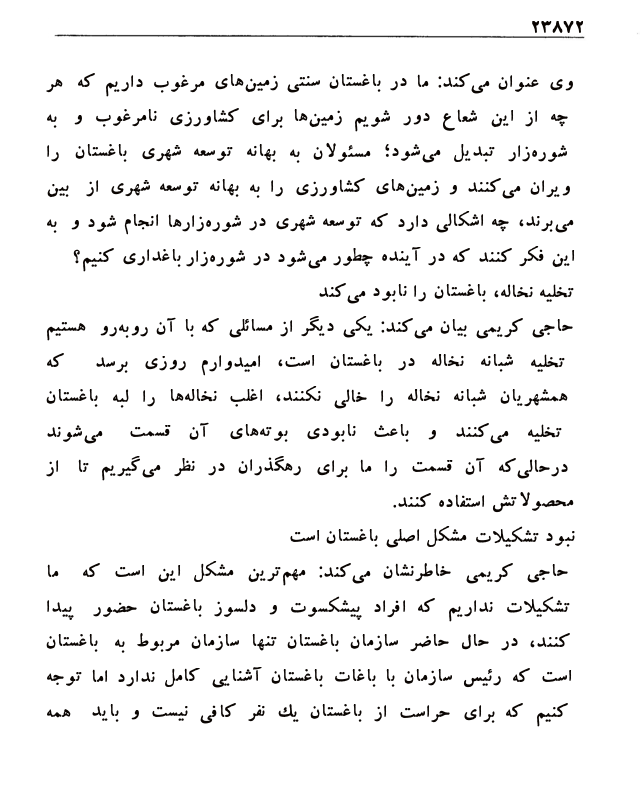 ۲۳۸۷۲
وی عنوان می‌کند: ما در باغستان سنتی زمین‌های مرغوب داریم که هر
چه از این شعاع دور شویم زمین‌ها برای کشاورزی نامرغوب و به
شوره‌زار تبدیل می‌شود؛ مسئولان به بهانه توسعه شهری باغستان را
ویران می‌کنند و زمین‌های کشاورزی را به بهانه توسعه شهری از بین
می‌برند، چه اشکالی دارد که توسعه شهری در شوره‌زارها انجام شود و به
این فکر کنند که در آینده چطور می‌شود در شوره‌زار باغداری کنیم؟
تخلیه نخاله، باغستان را نابود می‌کند
حاجی کریمی بیان می‌کند: یکی دیگر از مسائلی که با آن روبه‌رو هستیم
تخلیه شبانه نخاله در باغستان است، امیدوارم روزی برسد که
همشهریان شبانه نخاله را خالی نکنند، اغلب نخاله‌ها را لبه باغستان
تخلیه می‌کنند و باعث نابودی بوته‌های آن قسمت می‌شوند
درحالی‌که آن قسمت را ما برای رهگذران در نظر می‌گیریم تا از
محصولاتش استفاده کنند.
نبود تشکیلات مشکل اصلی باغستان است
حاجی کریمی خاطرنشان می‌کند: مهم‌ترین مشکل این است که ما
تشکیلات نداریم که افراد پیشکسوت و دلسوز باغستان حضور پیدا
کنند، در حال حاضر سازمان باغستان تنها سازمان مربوط به باغستان
است که رئیس سازمان با باغات باغستان آشنایی کامل ندارد اما توجه
کنیم که برای حراست از باغستان یك نفر کافی نیست و باید همه